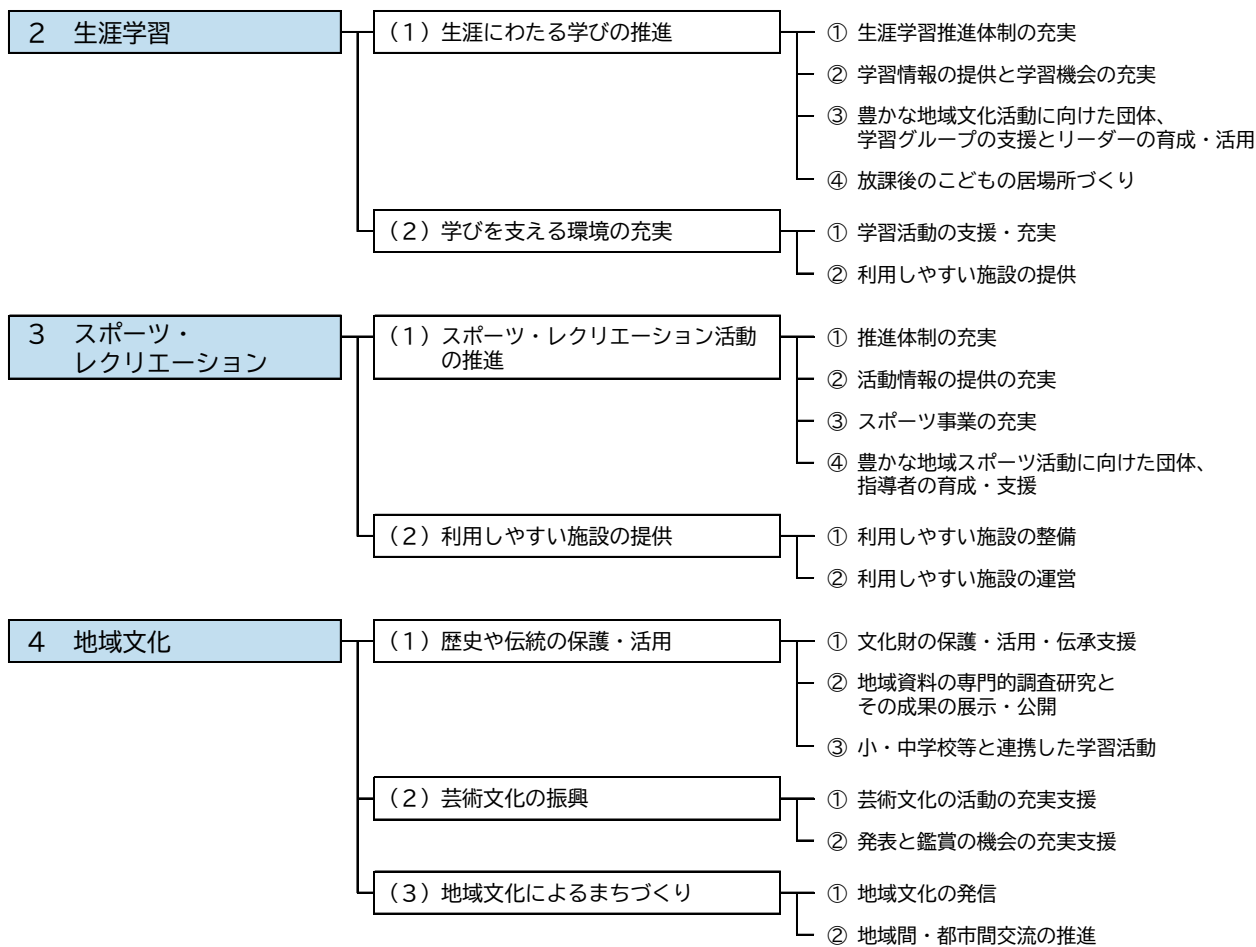 2 生涯学習
(1)生涯にわたる学びの推進
① 生涯学習推進体制の充実
② 学習情報の提供と学習機会の充実
③ 豊かな地域文化活動に向けた団体、
学習グループの支援とリーダーの育成・活用
④ 放課後のこどもの居場所づくり
(2)学びを支える環境の充実
① 学習活動の支援・充実
② 利用しやすい施設の提供
3 スポーツ・
レクリエーション
(1)スポーツ・レクリエーション活動
の推進
① 推進体制の充実
② 活動情報の提供の充実
③ スポーツ事業の充実
④ 豊かな地域スポーツ活動に向けた団体、
指導者の育成・支援
(2)利用しやすい施設の提供
① 利用しやすい施設の整備
② 利用しやすい施設の運営
4 地域文化
(1)歴史や伝統の保護・活用
① 文化財の保護・活用・伝承支援
② 地域資料の専門的調査研究と
その成果の展示・公開
③ 小・中学校等と連携した学習活動
(2)芸術文化の振興
① 芸術文化の活動の充実支援
② 発表と鑑賞の機会の充実支援
(3)地域文化によるまちづくり
① 地域文化の発信
② 地域間・都市間交流の推進